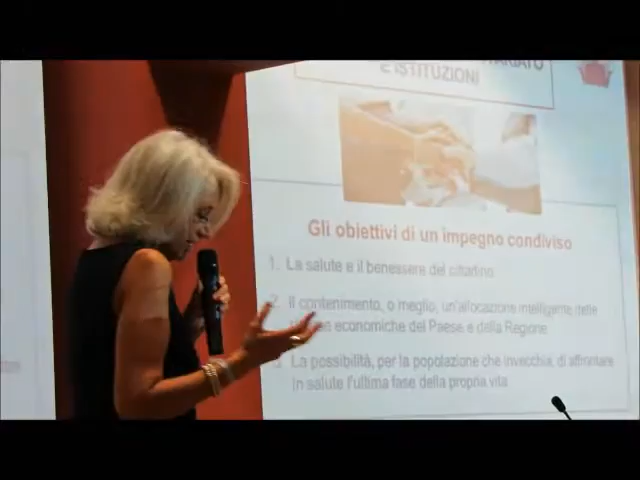 E ISTITUZIONI
Gli obiettivi di un impegno condiviso
1. La salute e il benessere del cittadino
2. Il contenimento, o meglio, un'allocazione intelligente delle
economiche del Paese e della Regione
La possibilità, per la popolazione che invecchia, di affrontare
in salute l'ultima fase della propria vita